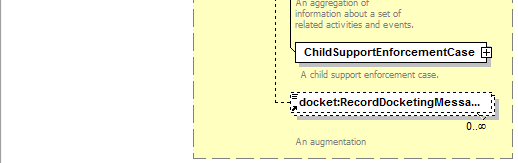 An aggregation of
information about a set of
related activities and events.
ChildSupportEnforcementCase
A child support enforcement case.
docket:RecordDocketingMessa...
0..∞
An augmentation